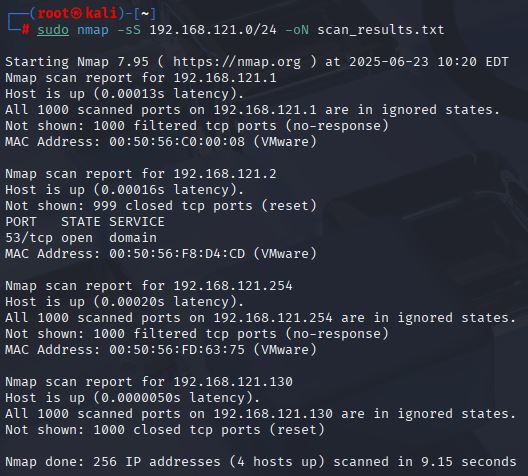 ┌──(root㉿kali)-[~]
└─# sudo nmap -sS 192.168.121.0/24 -oN scan_results.txt
Starting Nmap 7.95 ( https://nmap.org ) at 2025-06-23 10:20 EDT
Nmap scan report for 192.168.121.1
Host is up (0.00013s latency).
All 1000 scanned ports on 192.168.121.1 are in ignored states.
Not shown: 1000 filtered tcp ports (no-response)
MAC Address: 00:50:56:C0:00:08 (VMware)
Nmap scan report for 192.168.121.2
Host is up (0.00016s latency).
Not shown: 999 closed tcp ports (reset)
PORT   STATE SERVICE
53/tcp open  domain
MAC Address: 00:50:56:F8:D4:CD (VMware)
Nmap scan report for 192.168.121.254
Host is up (0.00020s latency).
All 1000 scanned ports on 192.168.121.254 are in ignored states.
Not shown: 1000 filtered tcp ports (no-response)
MAC Address: 00:50:56:FD:63:75 (VMware)
Nmap scan report for 192.168.121.130
Host is up (0.0000050s latency).
All 1000 scanned ports on 192.168.121.130 are in ignored states.
Not shown: 1000 closed tcp ports (reset)
Nmap done: 256 IP addresses (4 hosts up) scanned in 9.15 seconds